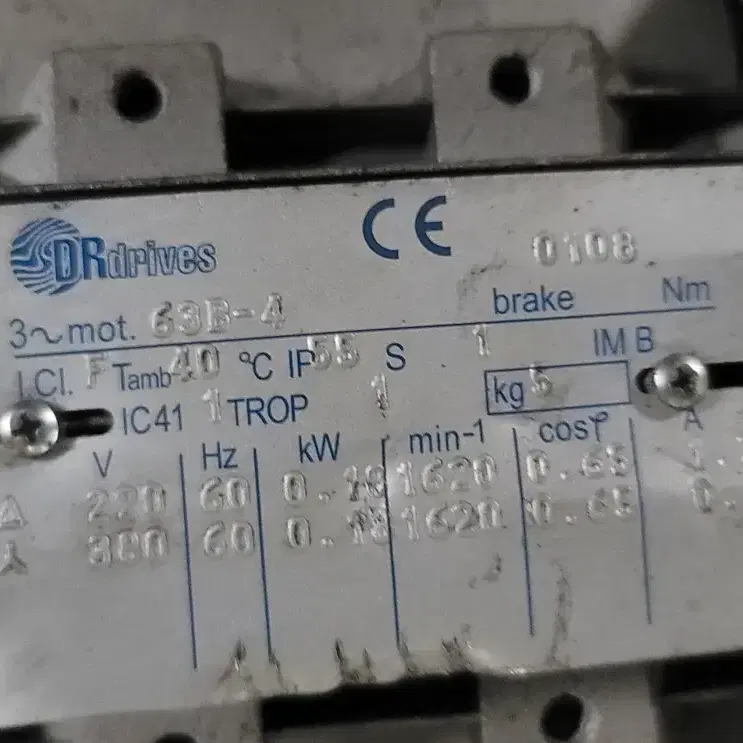 DRdrives CE 0108
3~mot. 63B-4 brake Nm
I.Cl. F Tamb 40 °C IP 55 S 1 IM B
IC41 1 TROP 1 kg 5
V Hz kW min-1 cosφ A
Δ 220 60 0.18 1620 0.65
380 60 0.18 1620 0.65